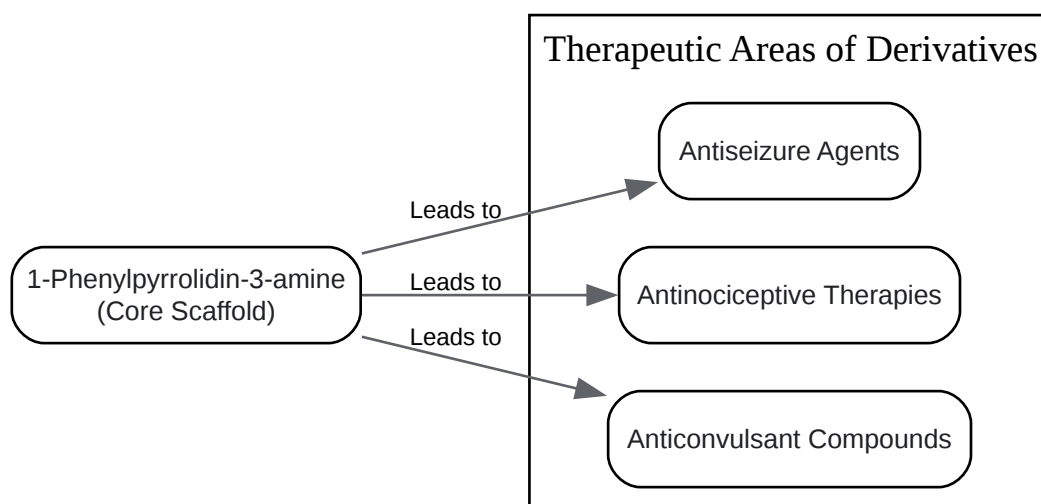 Therapeutic Areas of Derivatives
Antiseizure Agents
Leads to
1-Phenylpyrrolidin-3-amine
(Core Scaffold)
Leads to
Antinociceptive Therapies
Leads to
Anticonvulsant Compounds